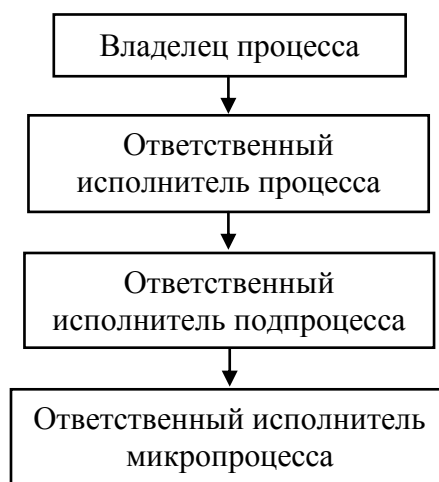 Владелец процесса
Ответственный
исполнитель процесса
Ответственный
исполнитель подпроцесса
Ответственный исполнитель
микропроцесса